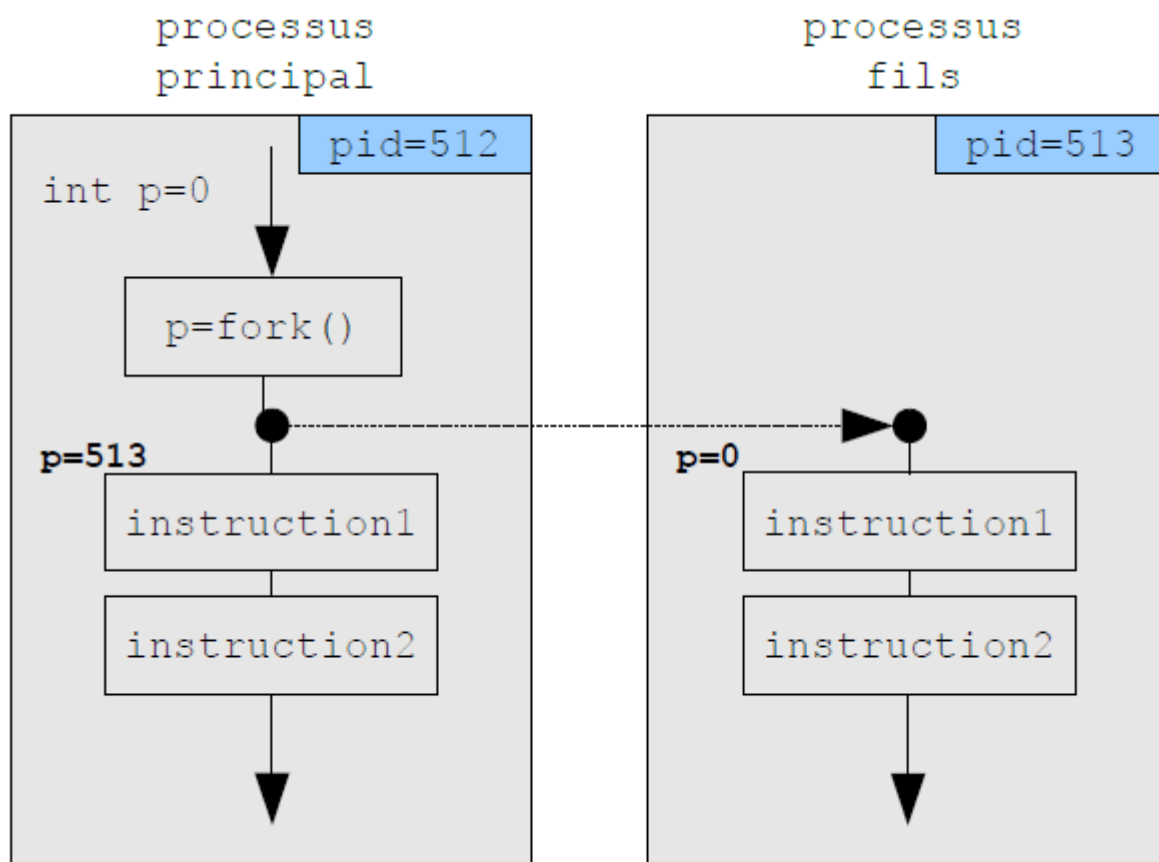 processus
principal
processus
fils
pid=512
int p=0
p=fork()
p=513
instruction1
instruction2
pid=513
p=0
instruction1
instruction2